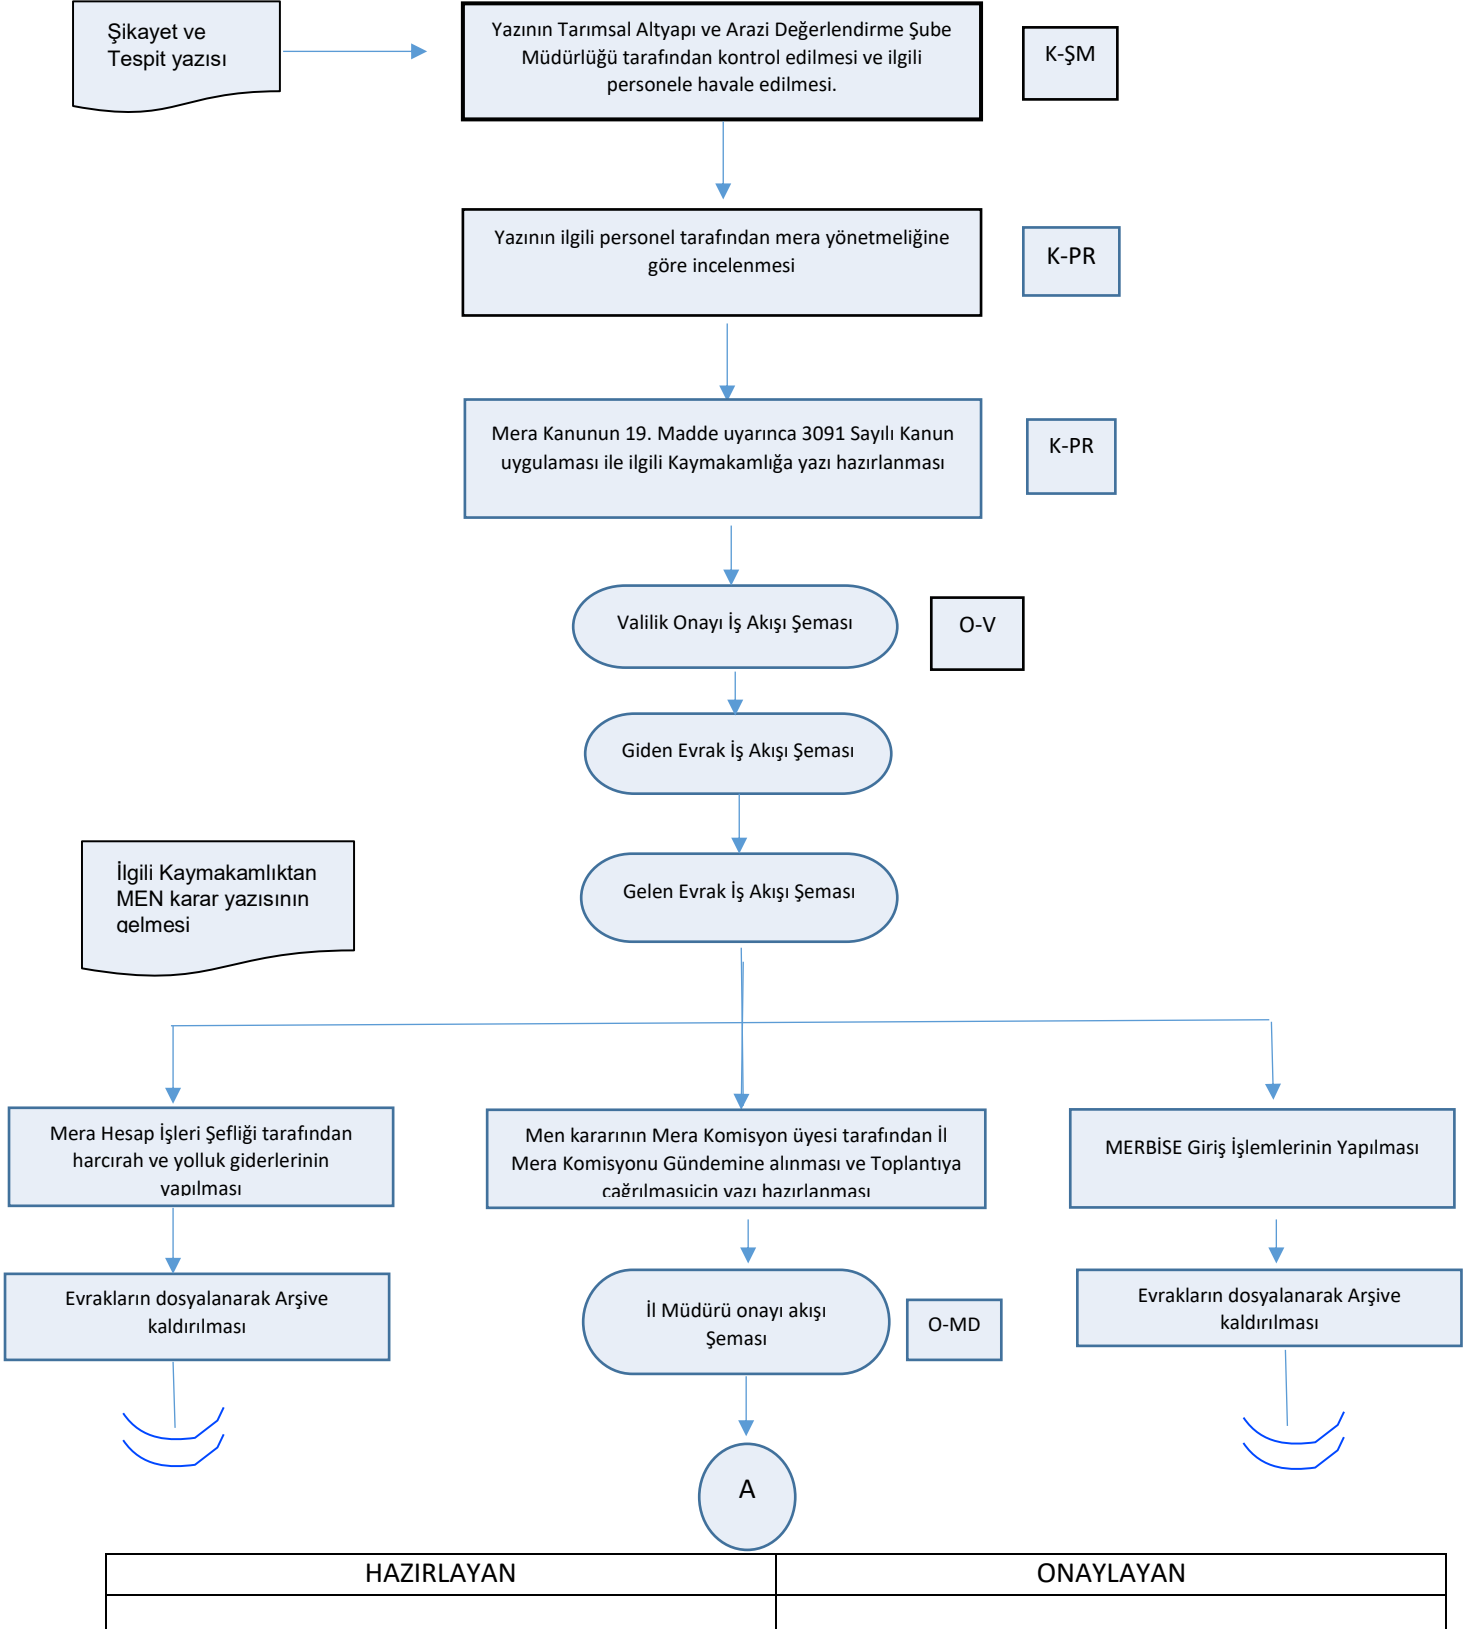 Şikayet ve
Tespit yazısı
Yazının Tarımsal Altyapı ve Arazi Değerlendirme Şube
Müdürlüğü tarafından kontrol edilmesi ve ilgili
personele havale edilmesi.
K-ŞM
Yazının ilgili personel tarafından mera yönetmeliğine
göre incelenmesi
K-PR
Mera Kanunun 19. Madde uyarınca 3091 Sayılı Kanun
uygulaması ile ilgili Kaymakamlığa yazı hazırlanması
K-PR
Valilik Onayı İş Akışı Şeması
O-V
Giden Evrak İş Akışı Şeması
İlgili Kaymakamlıktan
MEN karar yazısının
gelmesi
Gelen Evrak İş Akışı Şeması
Mera Hesap İşleri Şefliği tarafından
harcırah ve yolluk giderlerinin
yapılması
Men kararının Mera Komisyon üyesi tarafından İl
Mera Komisyonu Gündemine alınması ve Toplantıya
çağrılmasıiçin yazı hazırlanması
MERBİSE Giriş İşlemlerinin Yapılması
Evrakların dosyalanarak Arşive
kaldırılması
İl Müdürü onayı akışı
Şeması
O-MD
Evrakların dosyalanarak Arşive
kaldırılması
A
HAZIRLAYAN
ONAYLAYAN